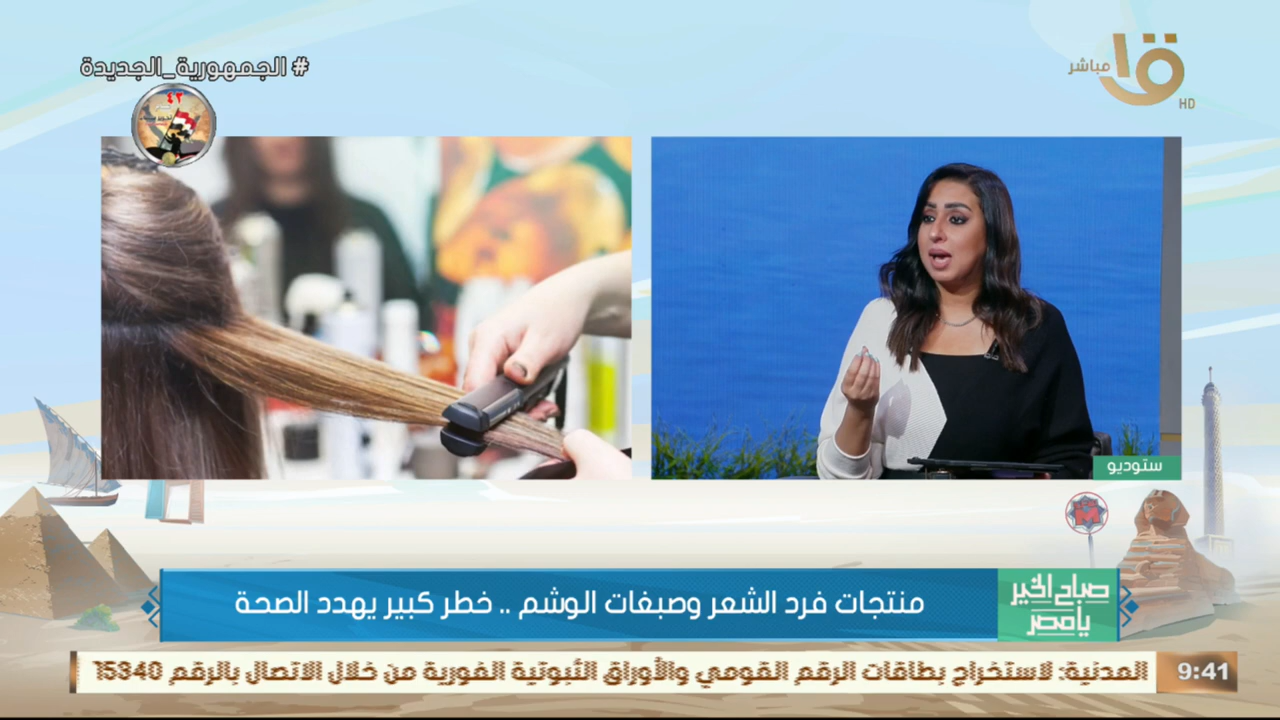 # الجمهورية_الجديدة
مباشر
HD
٤٢
ستوديو
صباح الخير
يا مصر
منتجات فرد الشعر وصبغات الوشم .. خطر كبير يهدد الصحة
9:41
المدنية: لاستخراج بطاقات الرقم القومي والأوراق الثبوتية الفورية من خلال الاتصال بالرقم 15340